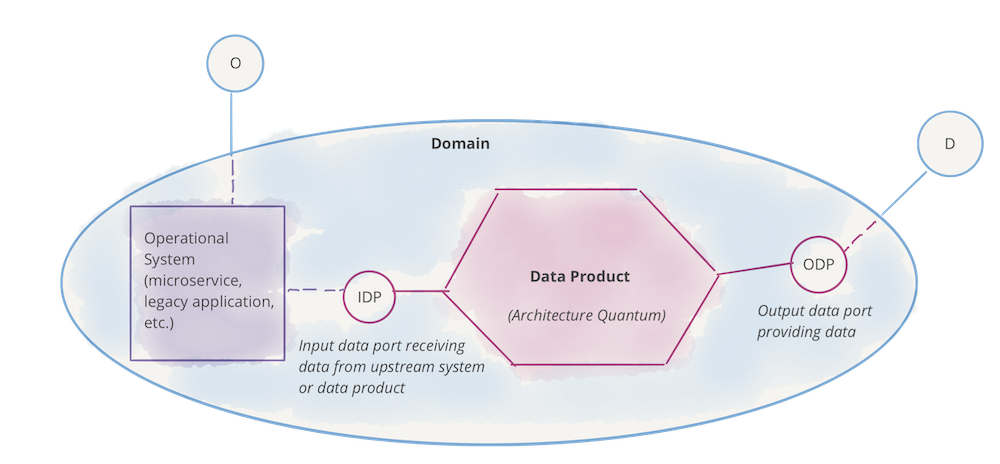 O
Domain
D
Operational
System
(microservice,
legacy application,
etc.)
IDP
Input data port receiving
data from upstream system
or data product
Data Product
(Architecture Quantum)
ODP
Output data port
providing data